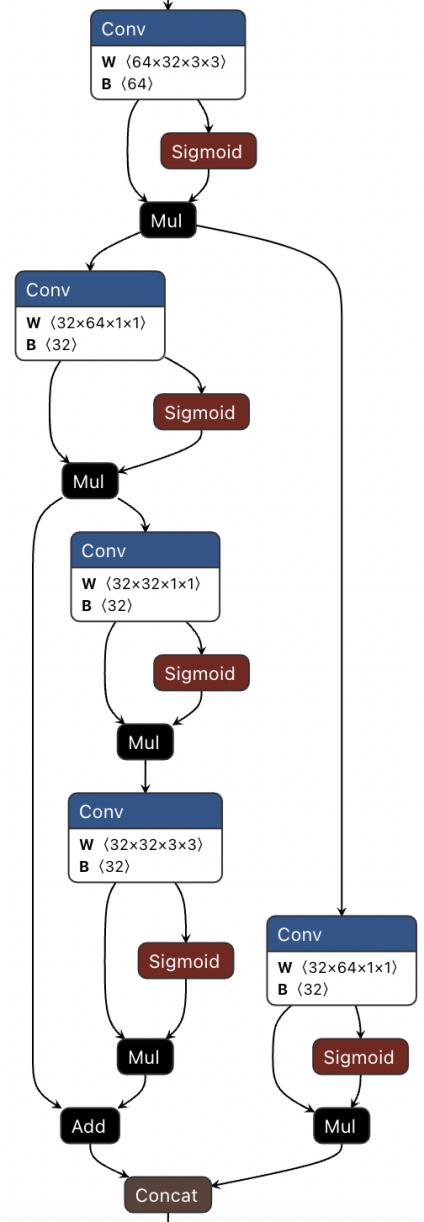 Conv
W ⟨64×32×3×3⟩
B ⟨64⟩
Sigmoid
Mul
Conv
W ⟨32×64×1×1⟩
B ⟨32⟩
Sigmoid
Mul
Conv
W ⟨32×32×1×1⟩
B ⟨32⟩
Sigmoid
Mul
Conv
W ⟨32×32×3×3⟩
B ⟨32⟩
Sigmoid
Mul
Conv
W ⟨32×64×1×1⟩
B ⟨32⟩
Sigmoid
Add
Mul
Concat